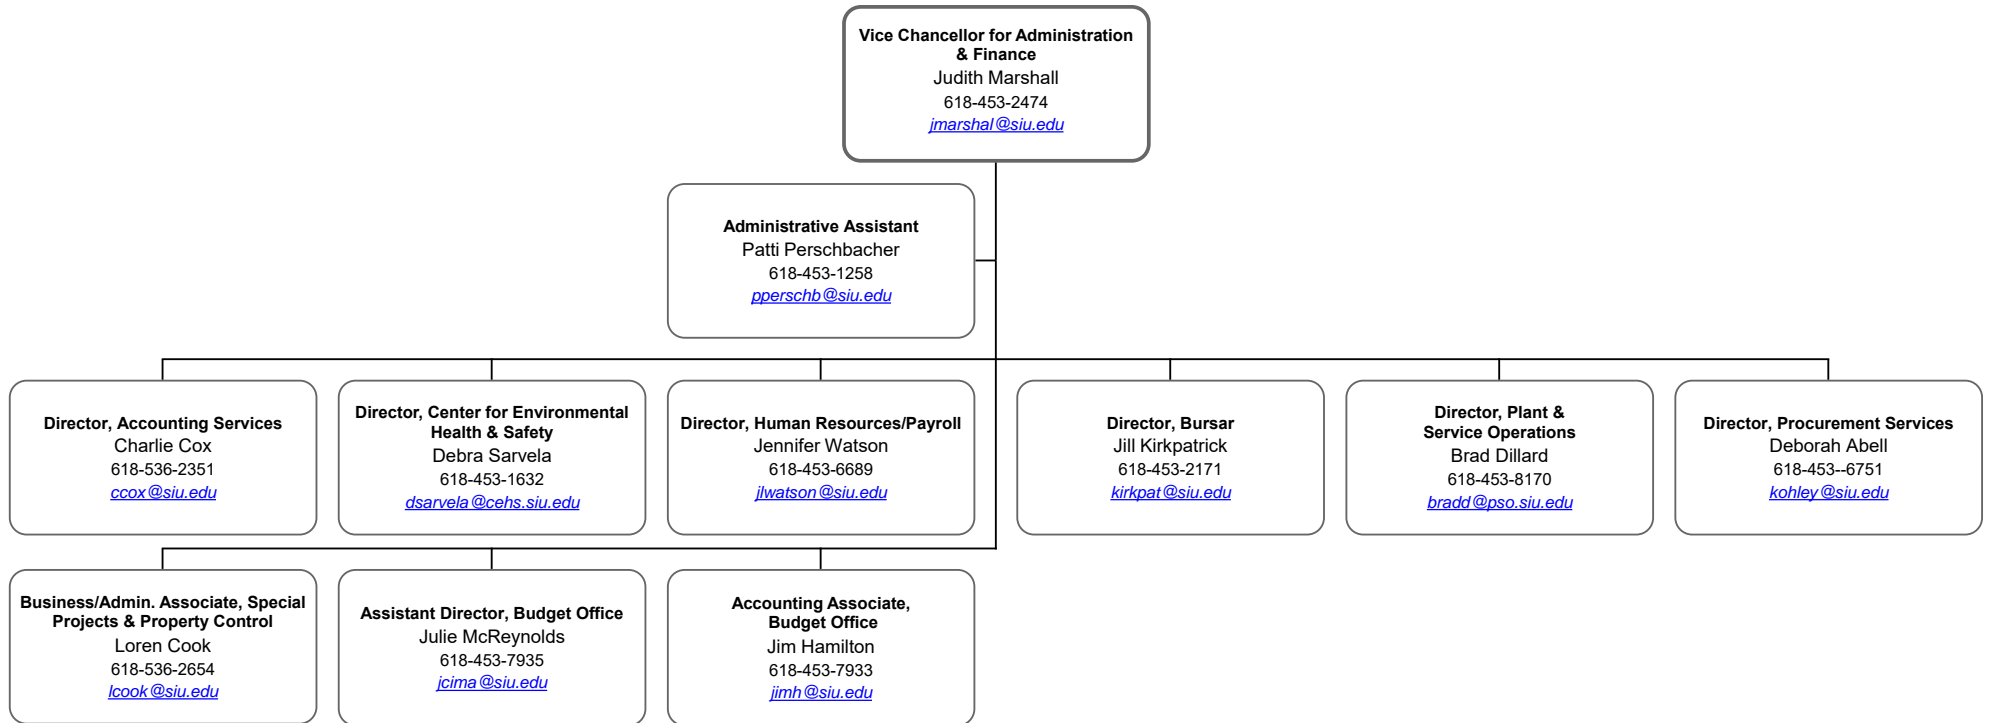 Vice Chancellor for Administration
& Finance
Judith Marshall
618-453-2474
jmarshal@siu.edu
Administrative Assistant
Patti Perschbacher
618-453-1258
pperschb@siu.edu
Director, Accounting Services
Charlie Cox
618-536-2351
ccox@siu.edu
Director, Center for Environmental
Health & Safety
Debra Sarvela
618-453-1632
dsarvela@cehs.siu.edu
Director, Human Resources/Payroll
Jennifer Watson
618-453-6689
jlwatson@siu.edu
Director, Bursar
Jill Kirkpatrick
618-453-2171
kirkpat@siu.edu
Director, Plant &
Service Operations
Brad Dillard
618-453-8170
bradd@pso.siu.edu
Director, Procurement Services
Deborah Abell
618-453--6751
kohley@siu.edu
Business/Admin. Associate, Special
Projects & Property Control
Loren Cook
618-536-2654
lcook@siu.edu
Assistant Director, Budget Office
Julie McReynolds
618-453-7935
jcima@siu.edu
Accounting Associate,
Budget Office
Jim Hamilton
618-453-7933
jimh@siu.edu